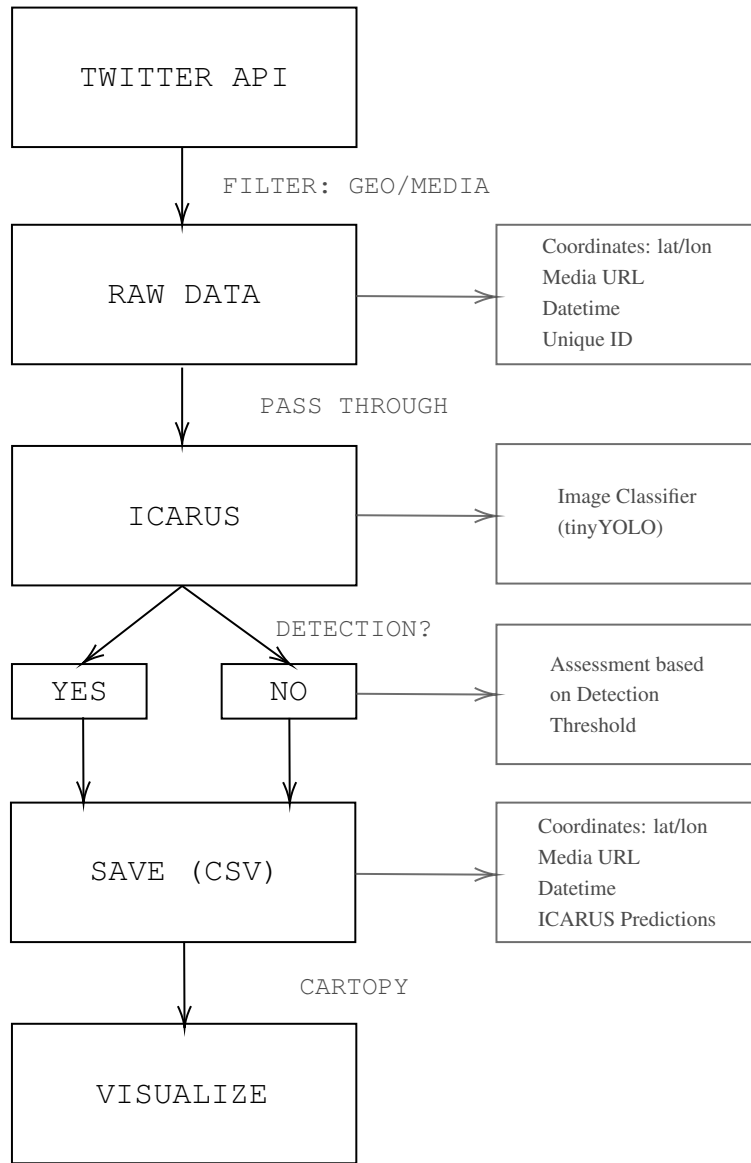 TWITTER API
FILTER: GEO/MEDIA
RAW DATA
Coordinates: lat/lon
Media URL
Datetime
Unique ID
PASS THROUGH
ICARUS
Image Classifier
(tinyYOLO)
DETECTION?
YES
NO
Assessment based
on Detection
Threshold
SAVE (CSV)
Coordinates: lat/lon
Media URL
Datetime
ICARUS Predictions
CARTOPY
VISUALIZE